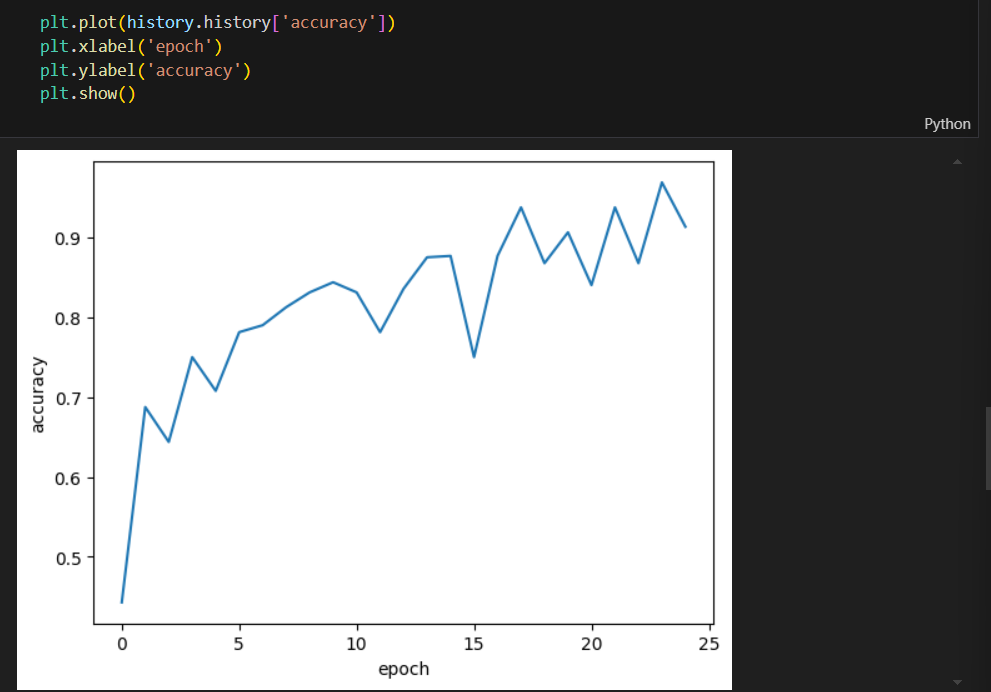 plt.plot(history.history['accuracy'])
plt.xlabel('epoch')
plt.ylabel('accuracy')
plt.show()
Python
0.9
0.8
0.7
0.6
0.5
accuracy
0 5 10 15 20 25
epoch